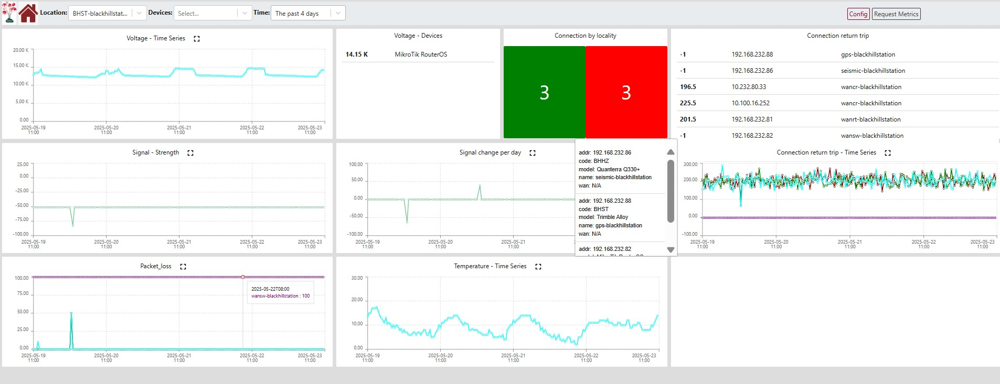 Location: BHST-blackhillstat... Devices: Select... Time: The past 4 days Config Request Metrics
Voltage - Time Series
20.00 K
15.00 K
10.00 K
5.00 K
0.00
2025-05-19 11:00
2025-05-20 11:00
2025-05-21 11:00
2025-05-22 11:00
2025-05-23 11:00
Voltage - Devices
14.15 K MikroTik RouterOS
Connection by locality
3 3
Connection return trip
-1 192.168.232.88 gps-blackhillstation
-1 192.168.232.86 seismic-blackhillstation
196.5 10.232.80.33 wancr-blackhillstation
225.5 10.100.16.252 wancr-blackhillstation
201.5 192.168.232.81 wanrt-blackhillstation
-1 192.168.232.82 wansw-blackhillstation
Signal - Strength
25.00
0.00
-25.00
-50.00
-75.00
-100.00
2025-05-19 11:00
2025-05-20 11:00
2025-05-21 11:00
2025-05-22 11:00
2025-05-23 11:00
Signal change per day
100.00
50.00
0.00
-50.00
-100.00
2025-05-19 11:00
2025-05-20 11:00
2025-05-21 11:00
addr: 192.168.232.86
code: BHHZ
model: Quanterra Q330+
name: seismic-blackhillstation
wan: N/A
addr: 192.168.232.88
code: BHST
model: Trimble Alloy
name: gps-blackhillstation
wan: N/A
addr: 192.168.232.82
Connection return trip - Time Series
300.00
200.00
100.00
0.00
-100.00
2025-05-19 11:00
2025-05-20 11:00
2025-05-21 11:00
2025-05-22 11:00
2025-05-23 11:00
Packet_loss
100.00
75.00
50.00
25.00
0.00
2025-05-22T08:00
wansw-blackhillstation : 100
2025-05-19 11:00
2025-05-20 11:00
2025-05-21 11:00
2025-05-22 11:00
2025-05-23 11:00
Temperature - Time Series
30.00
20.00
10.00
0.00
2025-05-19 11:00
2025-05-20 11:00
2025-05-21 11:00
2025-05-22 11:00
2025-05-23 11:00